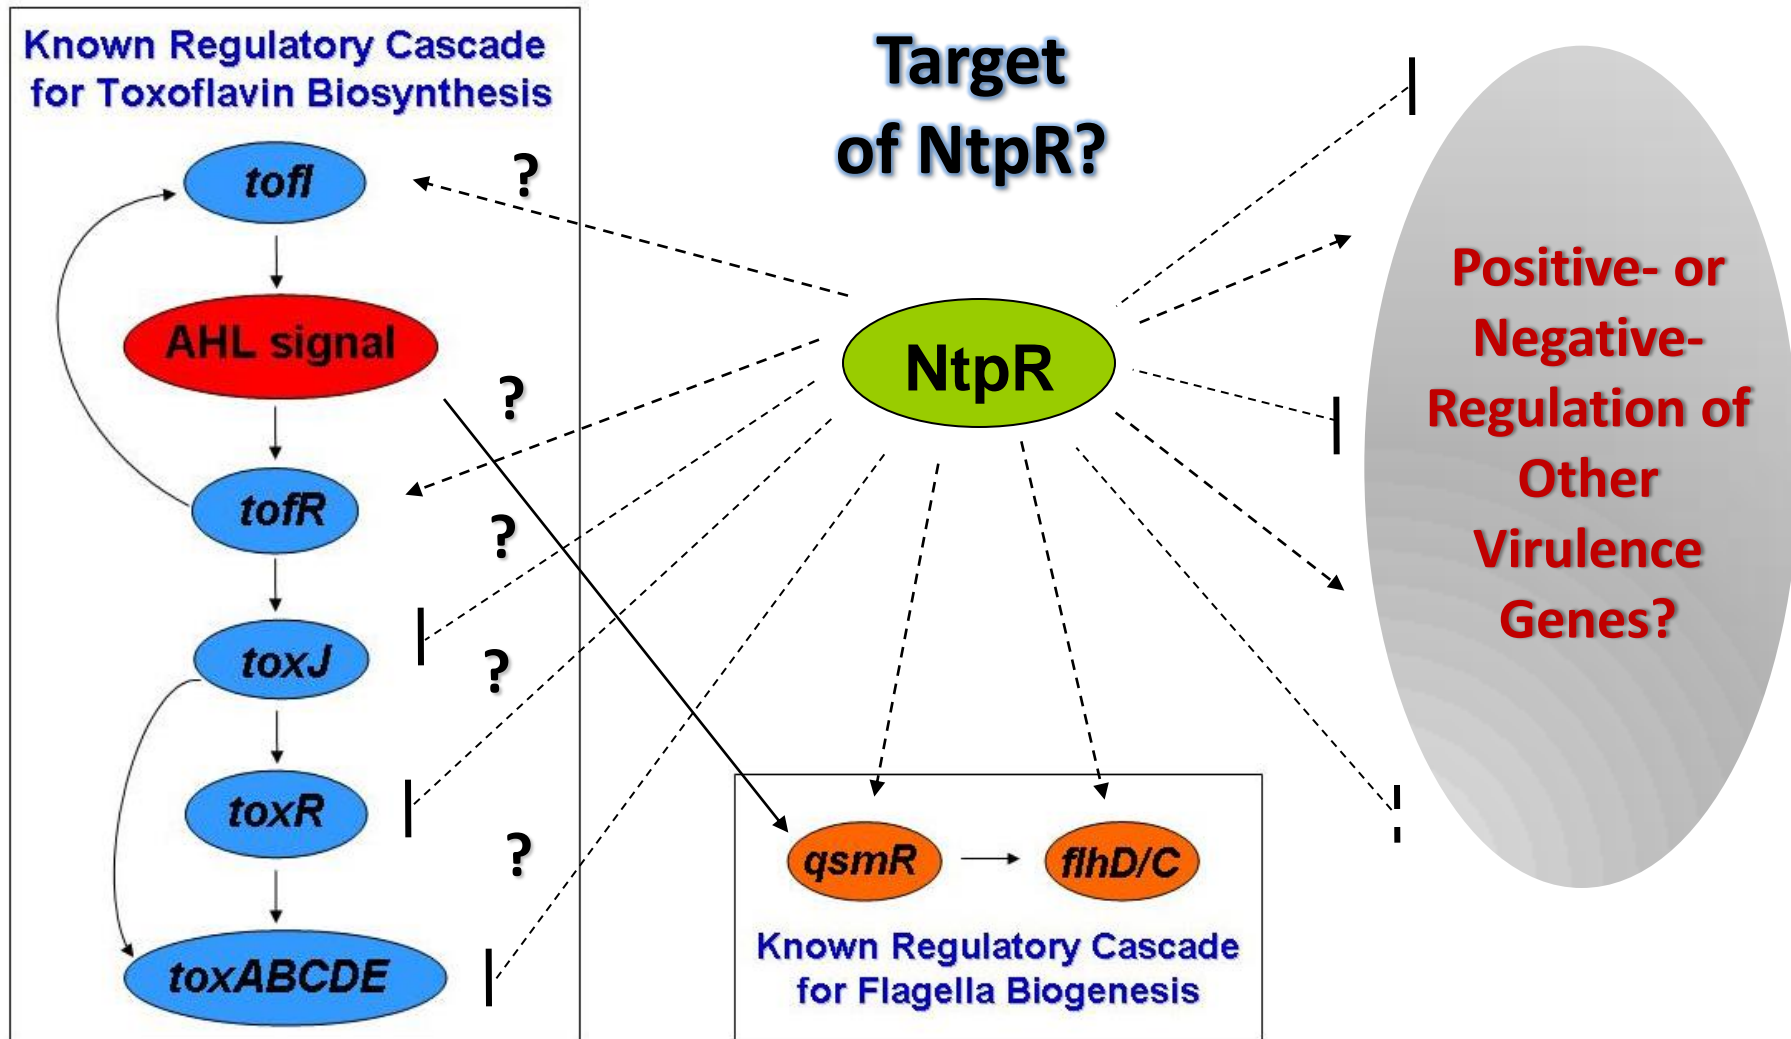 Known Regulatory Cascade
for Toxoflavin Biosynthesis
tofI
AHL signal
tofR
toxJ
toxR
toxABCDE
?
?
?
?
?
Target
of NtpR?
NtpR
qsmR
flhD/C
Known Regulatory Cascade
for Flagella Biogenesis
Positive- or
Negative-
Regulation of
Other
Virulence
Genes?